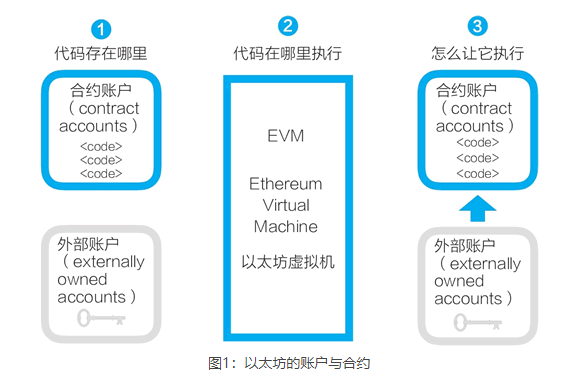 1
代码存在哪里
合约账户
（contract
accounts）
<code>
<code>
<code>
外部账户
（externally
owned
accounts）
2
代码在哪里执行
EVM
Ethereum
Virtual
Machine
以太坊虚拟机
3
怎么让它执行
合约账户
（contract
accounts）
<code>
<code>
<code>
外部账户
（externally
owned
accounts）
图1：以太坊的账户与合约